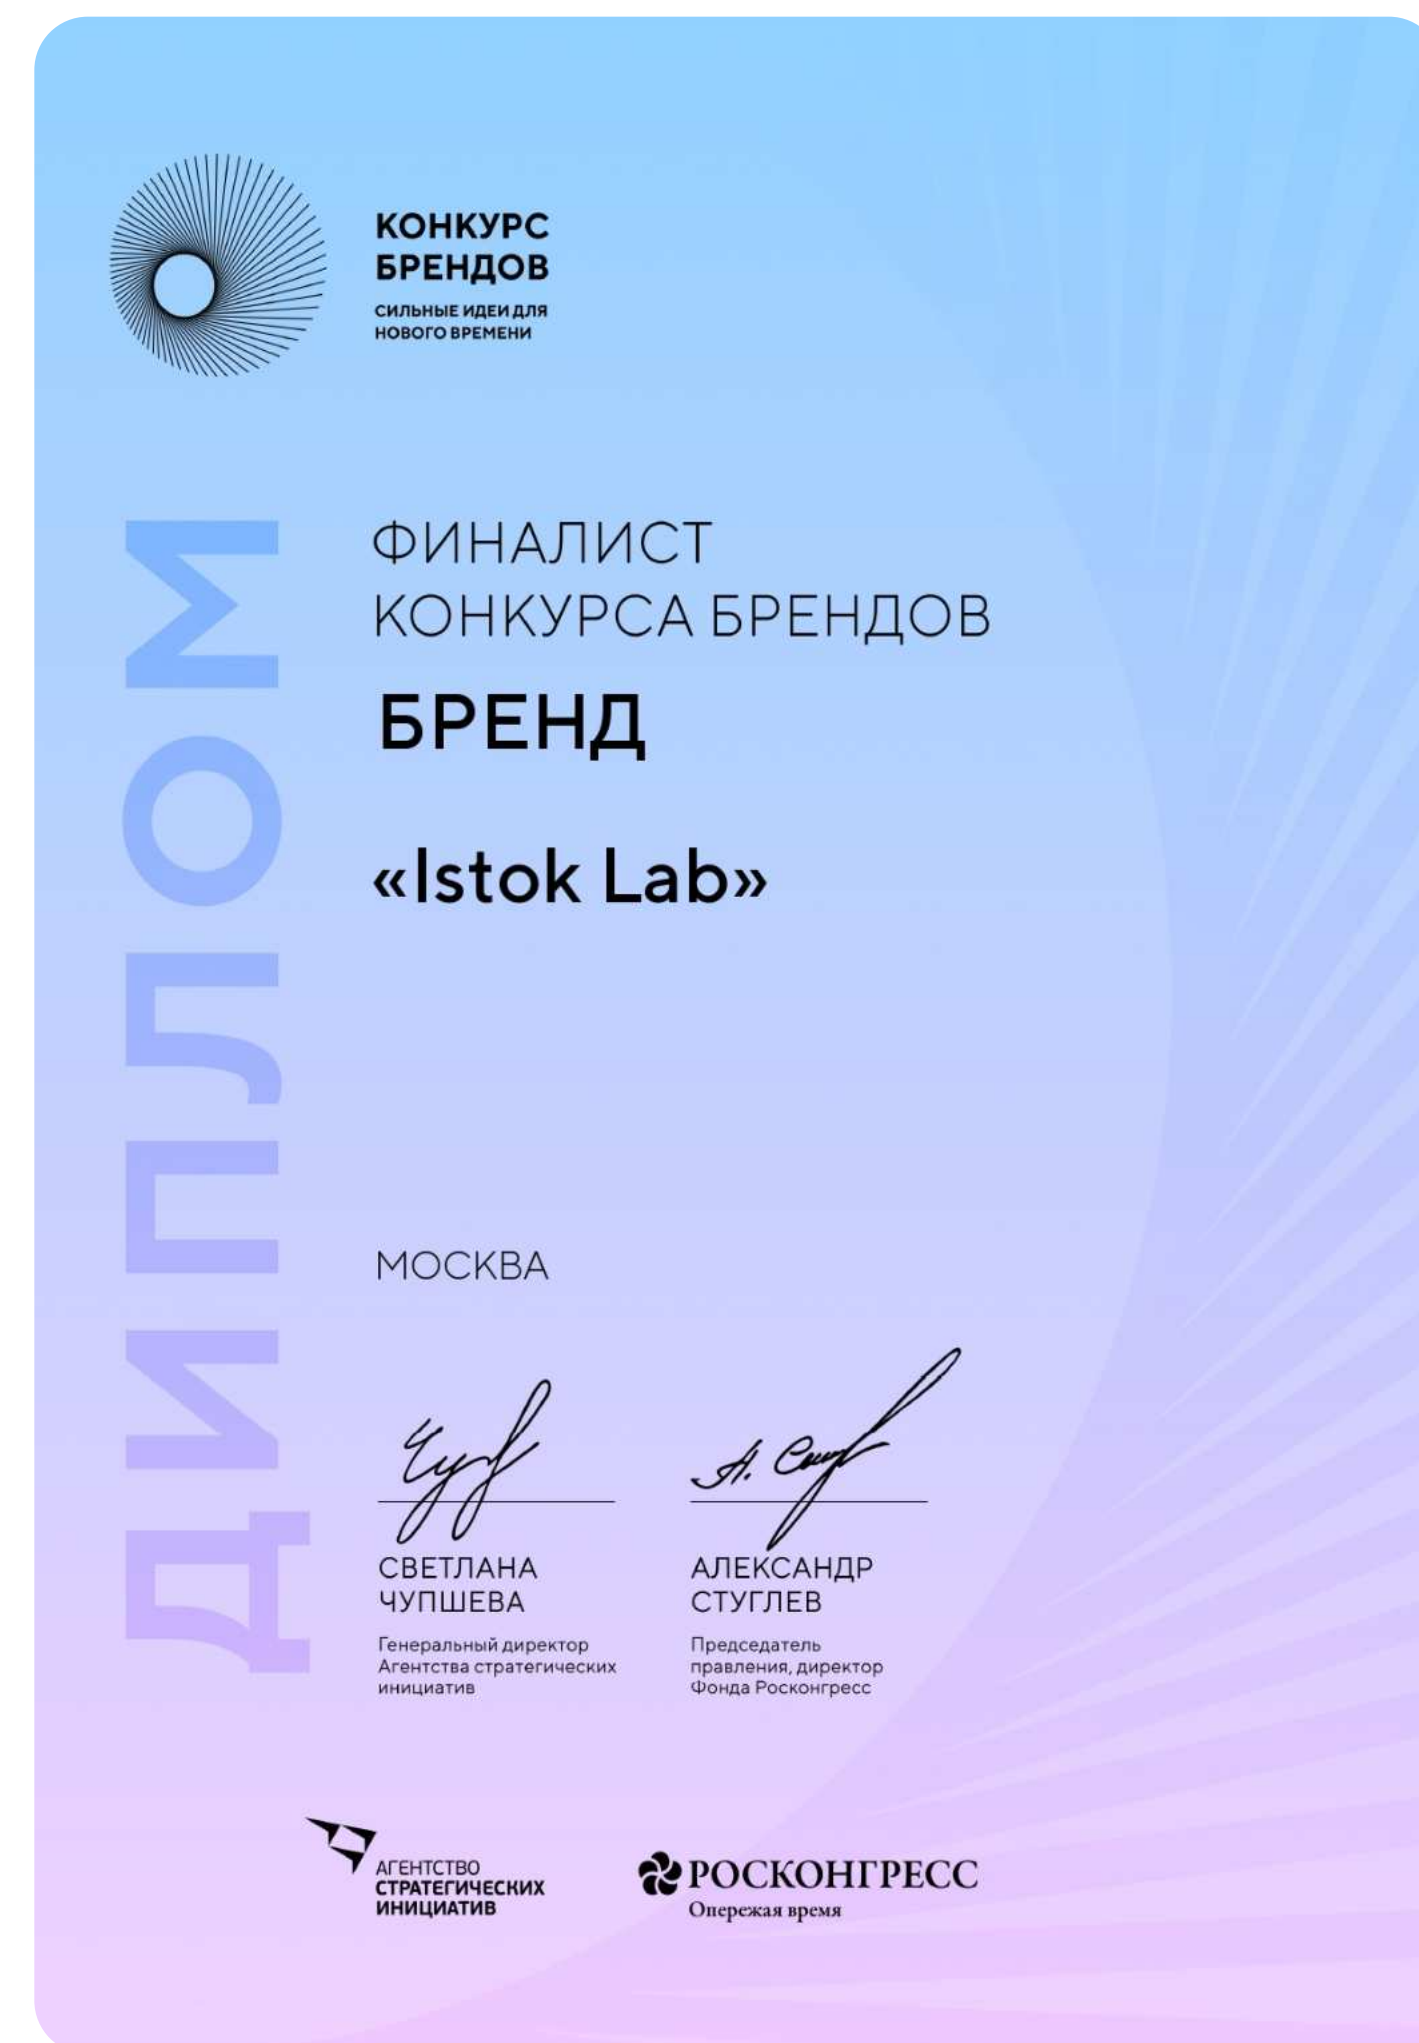 КОНКУРС
БРЕНДОВ
СИЛЬНЫЕ ИДЕИ ДЛЯ
НОВОГО ВРЕМЕНИ
ДИПЛОМ
ФИНАЛИСТ
КОНКУРСА БРЕНДОВ
БРЕНД
«Istok Lab»
МОСКВА
СВЕТЛАНА
ЧУПШЕВА
Генеральный директор
Агентства стратегических
инициатив
АЛЕКСАНДР
СТУГЛЕВ
Председатель
правления, директор
Фонда Росконгресс
АГЕНТСТВО
СТРАТЕГИЧЕСКИХ
ИНИЦИАТИВ
РОСКОНГРЕСС
Опережая время